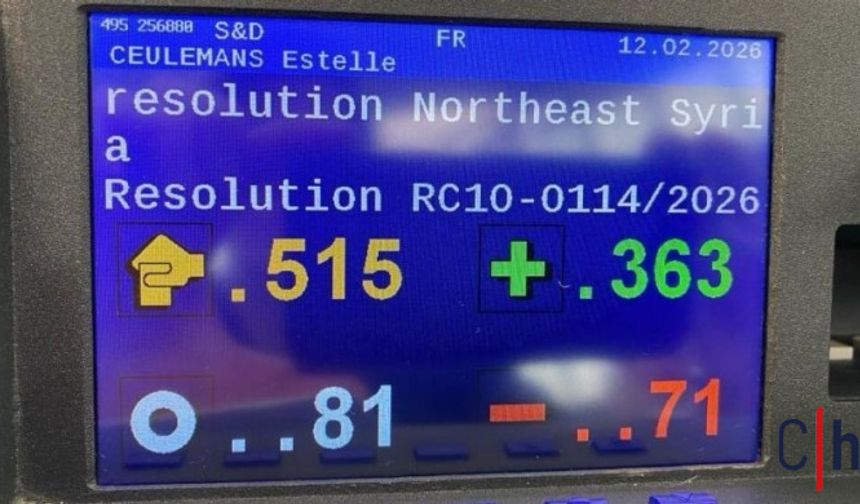 495 256880 S&D FR 12.02.2026
CEULEMANS Estelle
resolution Northeast Syri
a
Resolution RC10-0114/2026
.515 + .363
..81 - ..71
C|h